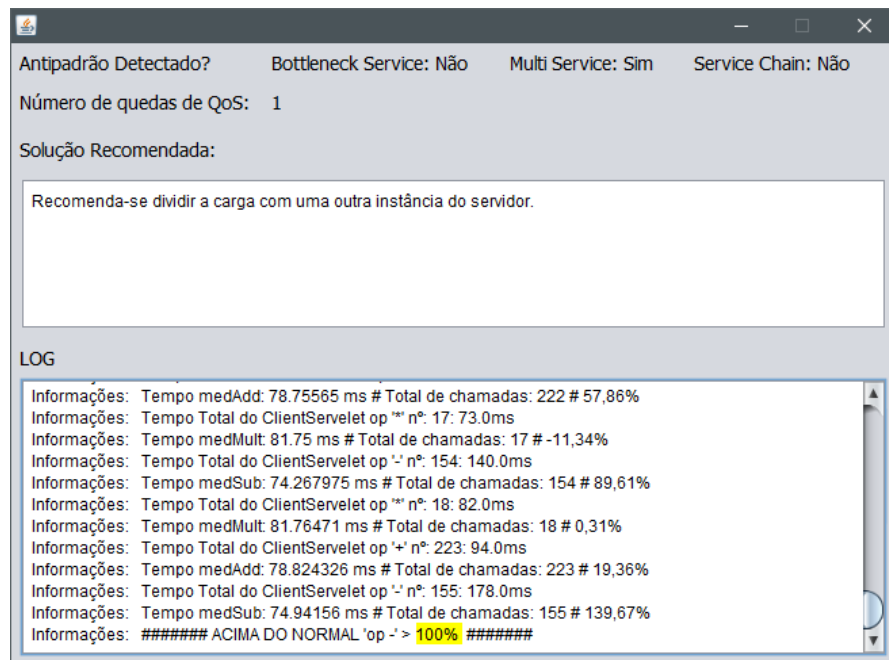 Antipadrão Detectado? Bottleneck Service: Não Multi Service: Sim Service Chain: Não
Número de quedas de QoS: 1
Solução Recomendada:
Recomenda-se dividir a carga com uma outra instância do servidor.
LOG
Informações: Tempo medAdd: 78.75565 ms # Total de chamadas: 222 # 57,86%
Informações: Tempo Total do ClientServelet op '*' nº: 17: 73.0ms
Informações: Tempo medMult: 81.75 ms # Total de chamadas: 17 # -11,34%
Informações: Tempo Total do ClientServelet op '-' nº: 154: 140.0ms
Informações: Tempo medSub: 74.267975 ms # Total de chamadas: 154 # 89,61%
Informações: Tempo Total do ClientServelet op '*' nº: 18: 82.0ms
Informações: Tempo medMult: 81.76471 ms # Total de chamadas: 18 # 0,31%
Informações: Tempo Total do ClientServelet op '+' nº: 223: 94.0ms
Informações: Tempo medAdd: 78.824326 ms # Total de chamadas: 223 # 19,36%
Informações: Tempo Total do ClientServelet op '-' nº: 155: 178.0ms
Informações: Tempo medSub: 74.94156 ms # Total de chamadas: 155 # 139,67%
Informações: ####### ACIMA DO NORMAL 'op -' > 100% #######